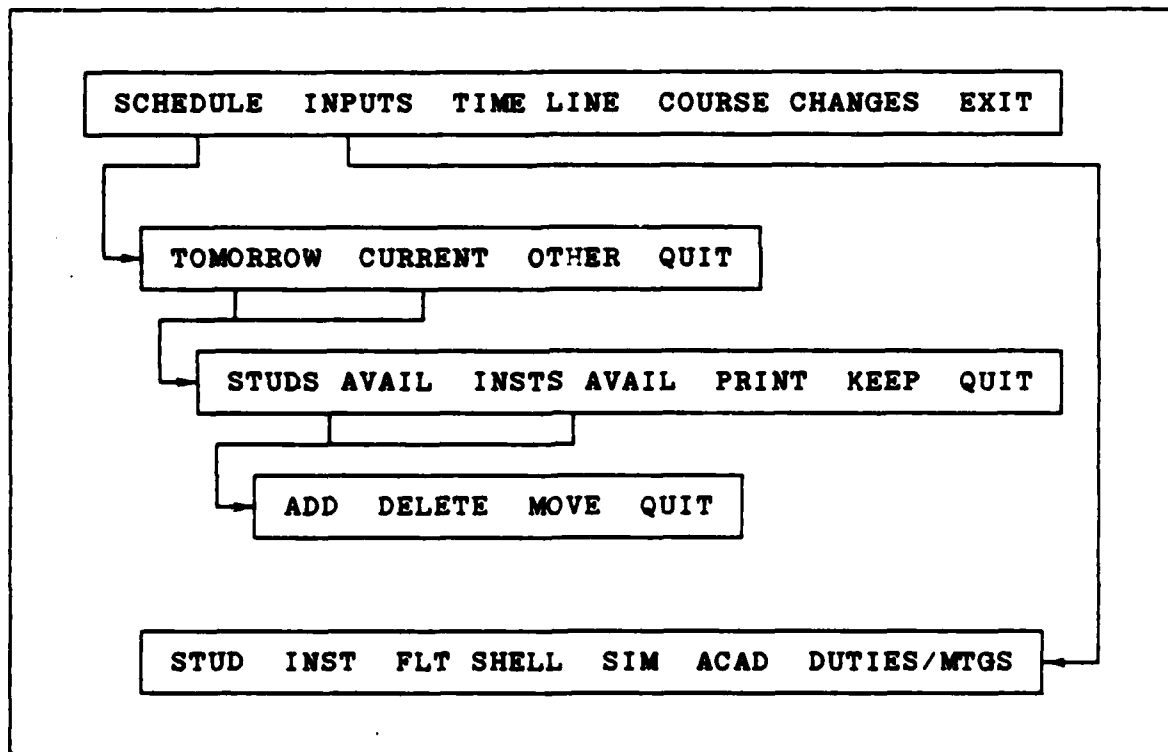 SCHEDULE INPUTS TIME LINE COURSE CHANGES EXIT
TOMORROW CURRENT OTHER QUIT
STUDS AVAIL INSTS AVAIL PRINT KEEP QUIT
ADD DELETE MOVE QUIT
STUD INST FLT SHELL SIM ACAD DUTIES/MTGS